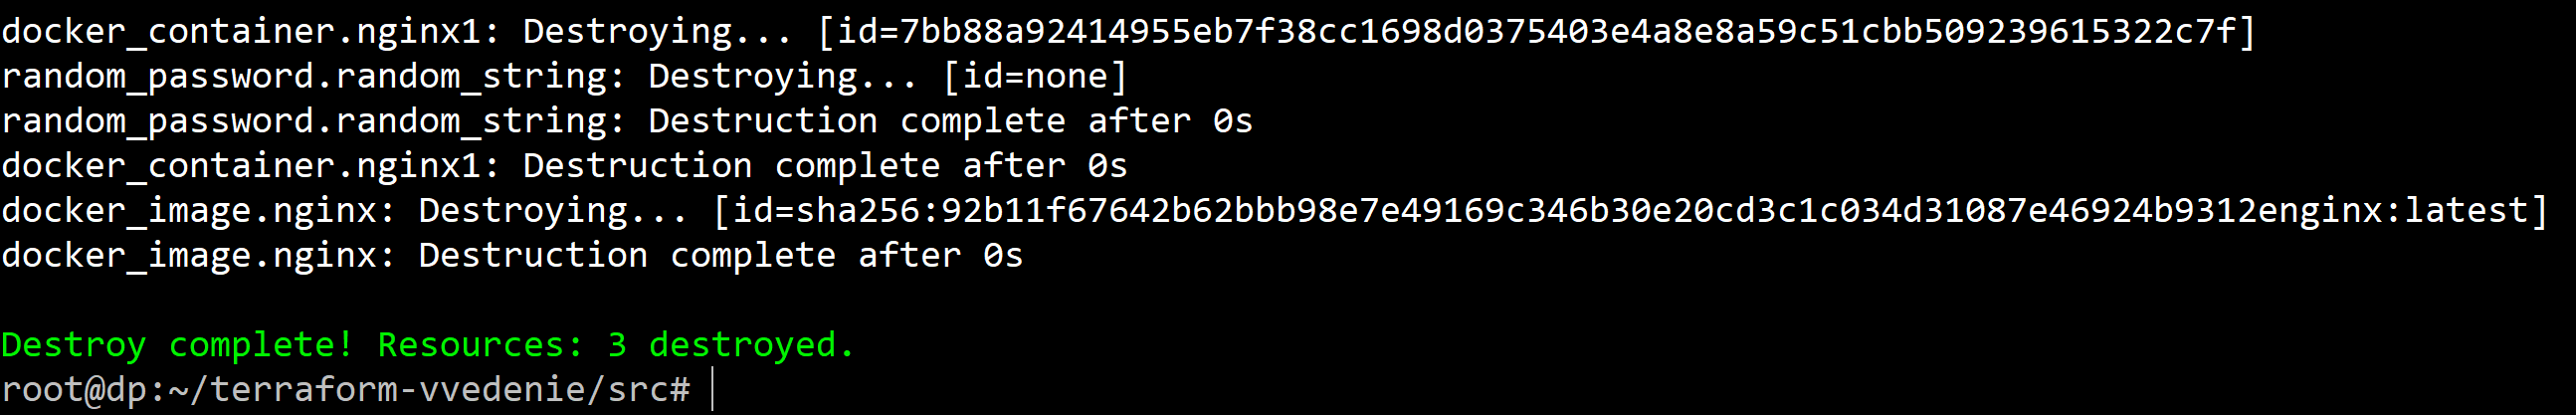 docker_container.nginx1: Destroying... [id=7bb88a92414955eb7f38cc1698d0375403e4a8e8a59c51cbb509239615322c7f]
random_password.random_string: Destroying... [id=none]
random_password.random_string: Destruction complete after 0s
docker_container.nginx1: Destruction complete after 0s
docker_image.nginx: Destroying... [id=sha256:92b11f67642b62bbb98e7e49169c346b30e20cd3c1c034d31087e46924b9312enginx:latest]
docker_image.nginx: Destruction complete after 0s
Destroy complete! Resources: 3 destroyed.
root@dp:~/terraform-vvedenie/src#